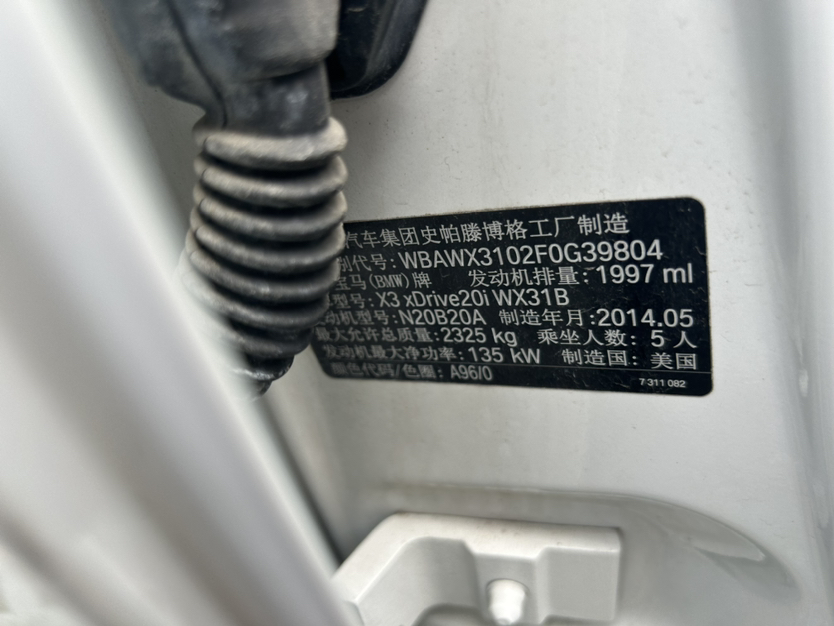 汽车集团史帕滕博格工厂制造
别代号: WBAWX3102F0G39804
宝马(BMW)牌 发动机排量: 1997 ml
型号: X3 xDrive20i WX31B
动机型号: N20B20A 制造年月: 2014.05
最大允许总质量: 2325 kg 乘坐人数: 5 人
发动机最大净功率: 135 kW 制造国: 美国
颜色代码/色圈: A96/0
7 311 082